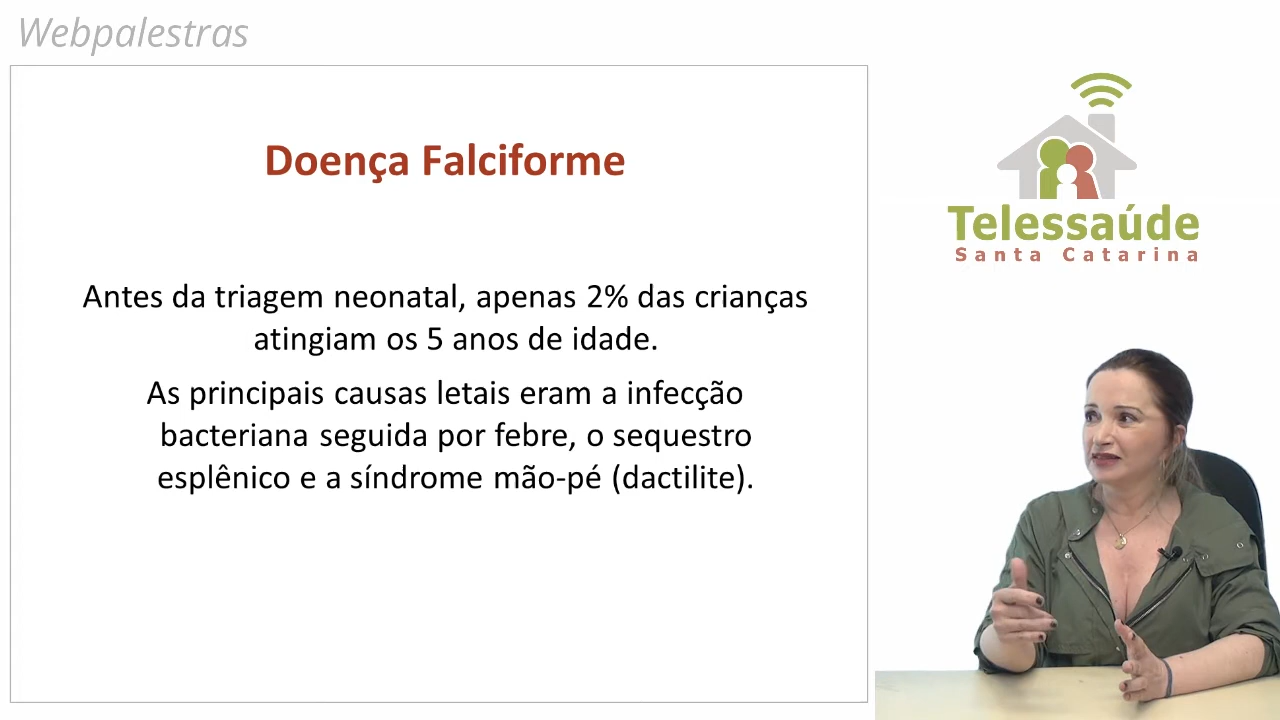 Webpalestras
Doença Falciforme
Antes da triagem neonatal, apenas 2% das crianças
atingiam os 5 anos de idade.
As principais causas letais eram a infecção
bacteriana seguida por febre, o sequestro
esplênico e a síndrome mão-pé (dactilite).
Telessaúde
Santa Catarina